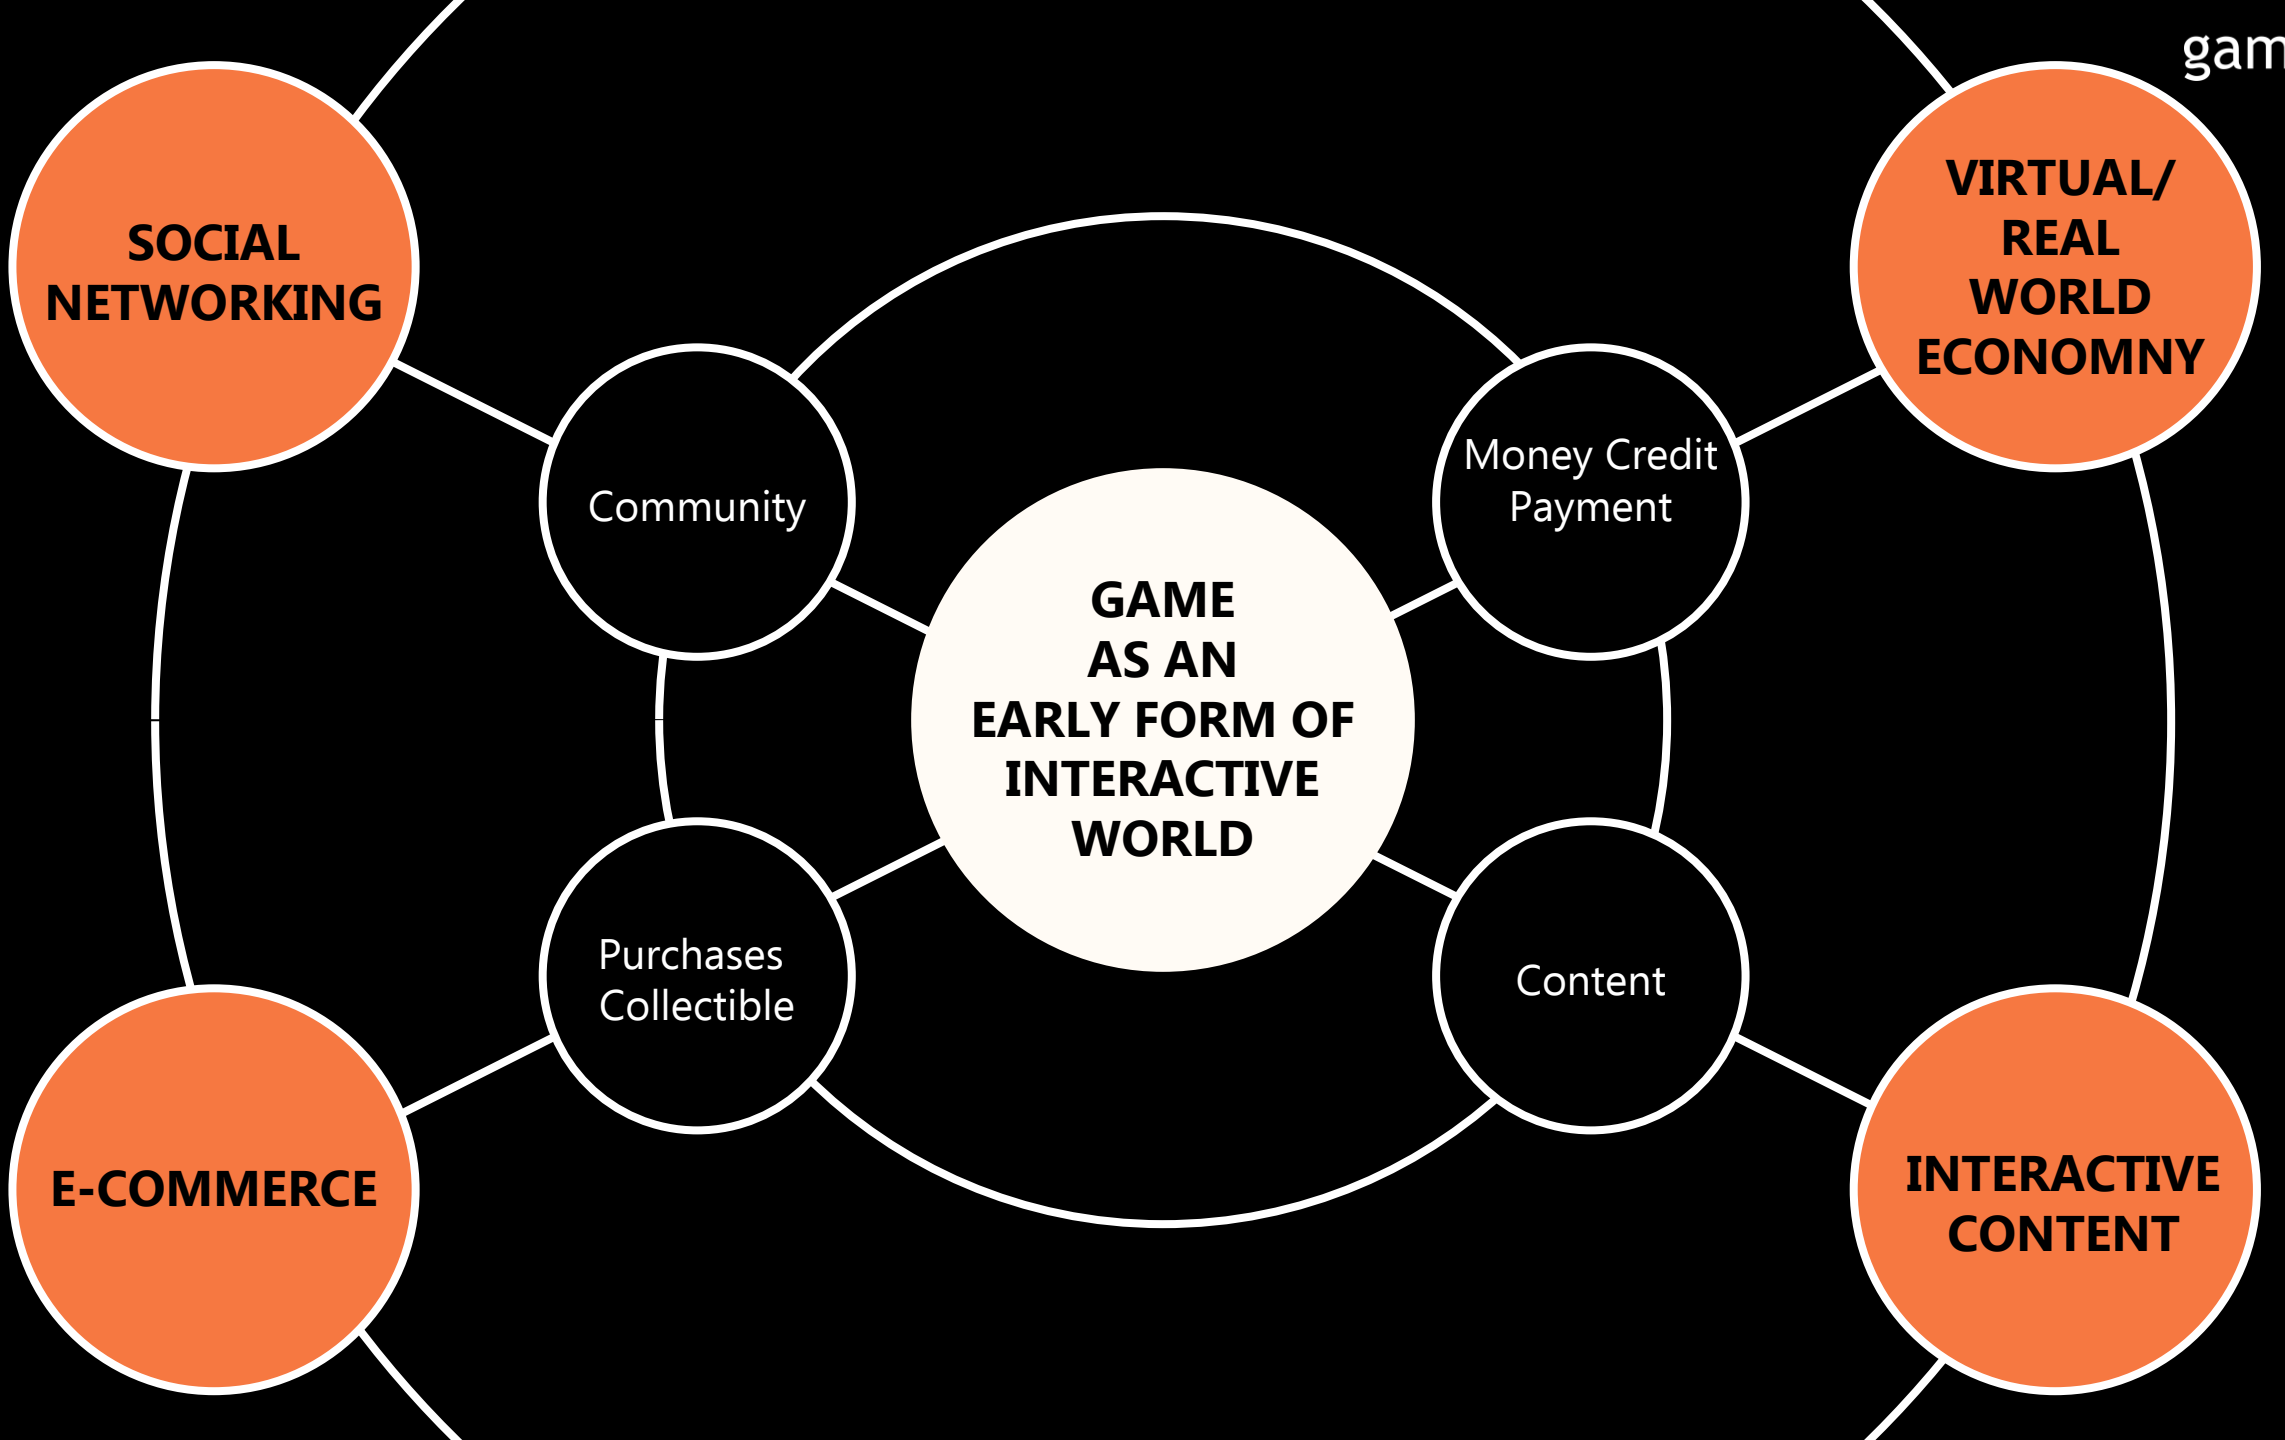 gam
SOCIAL
NETWORKING
VIRTUAL/
REAL
WORLD
ECONOMNY
Community
Money Credit
Payment
GAME
AS AN
EARLY FORM OF
INTERACTIVE
WORLD
Purchases
Collectible
Content
E-COMMERCE
INTERACTIVE
CONTENT